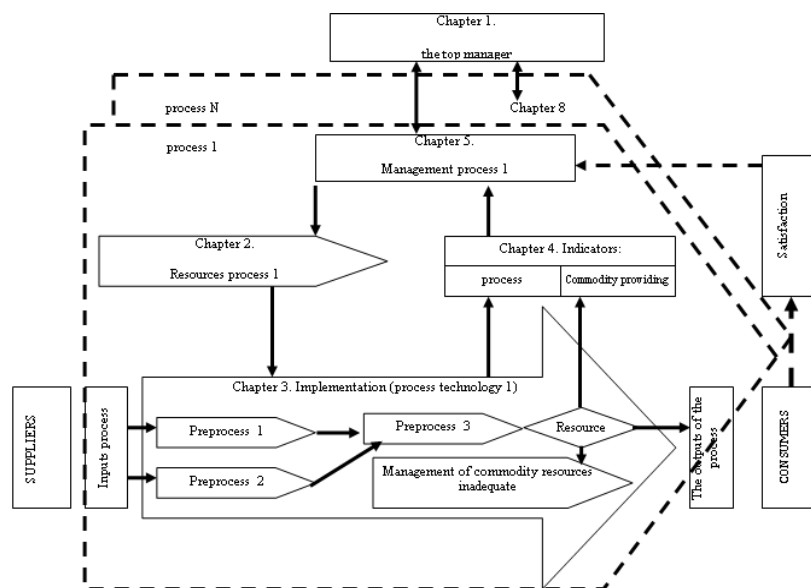 Chapter 1.
the top manager
process N
Chapter 8
process 1
Chapter 5.
Management process 1
Chapter 2.
Resources process 1
Chapter 4. Indicators:
process
Commodity providing
Satisfaction
Chapter 3. Implementation (process technology 1)
SUPPLIERS
Inputs process
Preprocess 1
Preprocess 3
Resource
Preprocess 2
Management of commodity resources
inadequate
The outputs of the
process
CONSUMERS